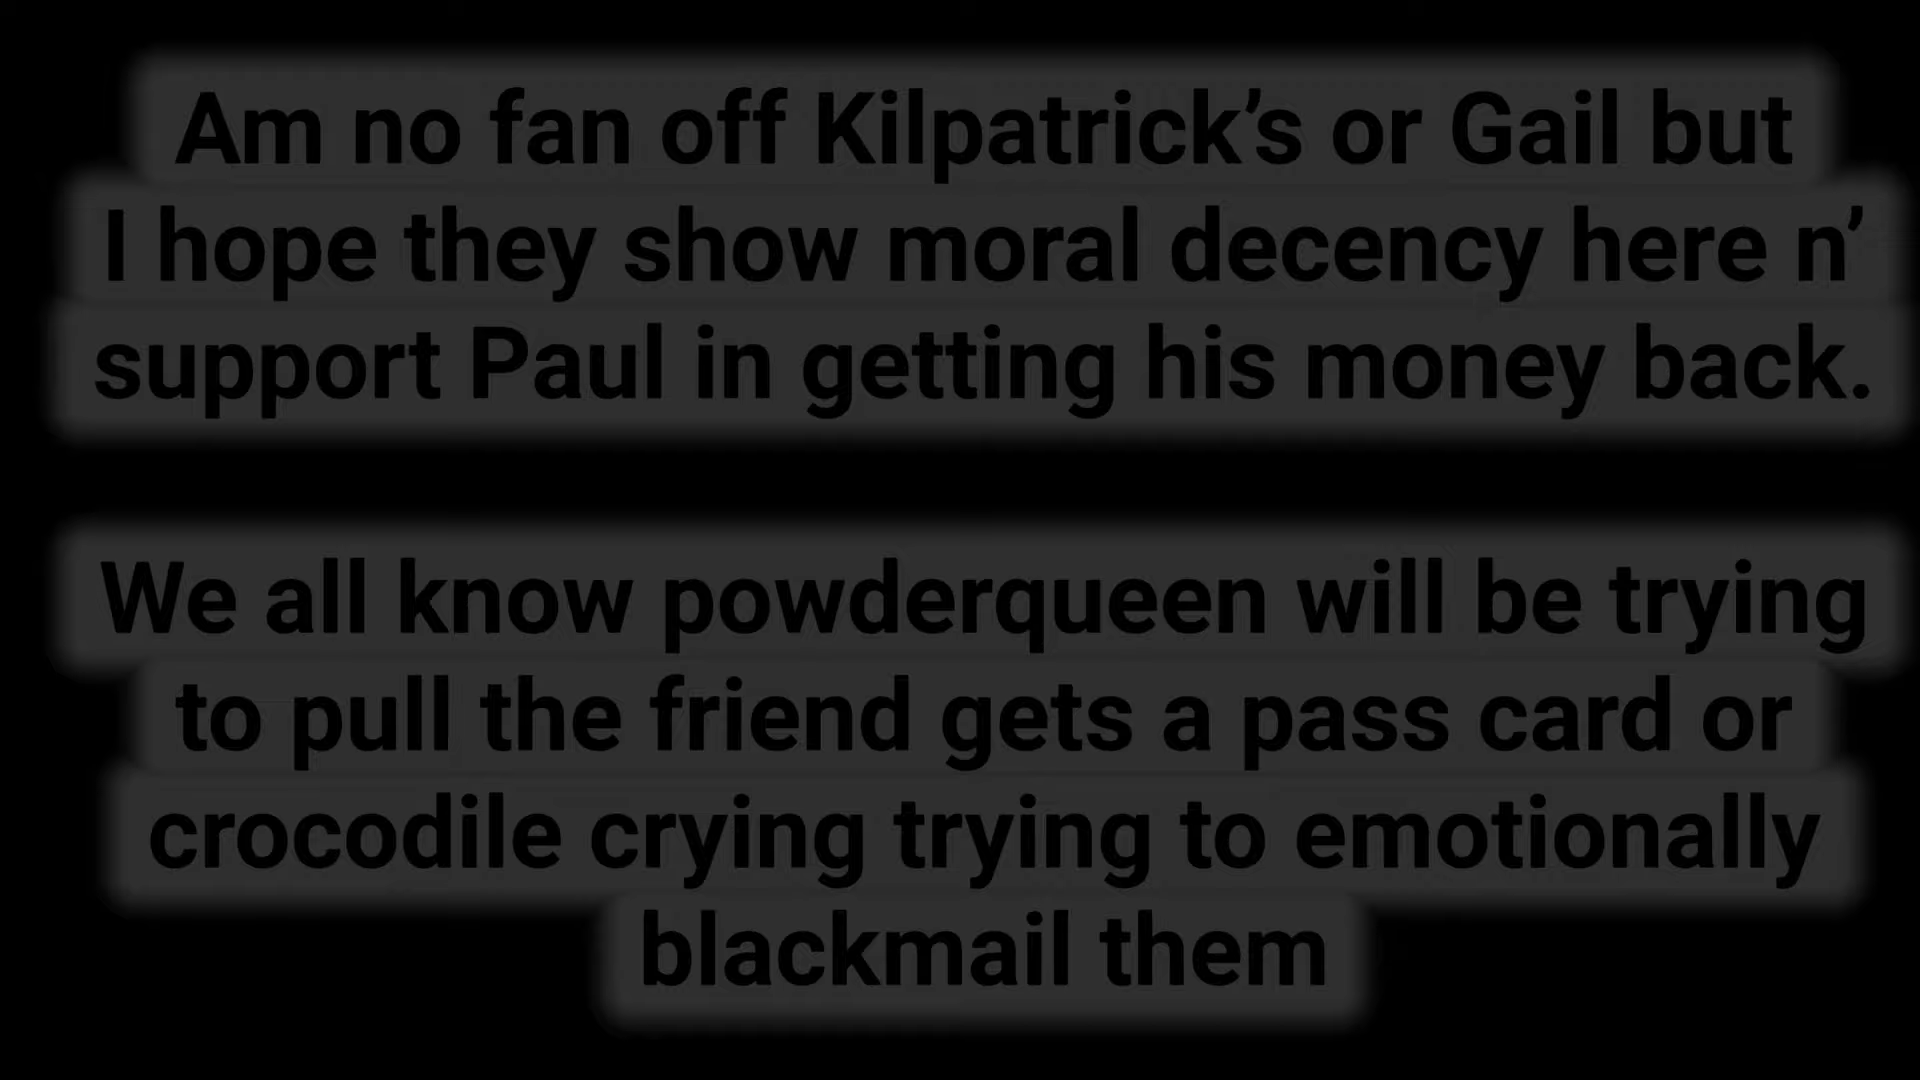 Am no fan off Kilpatrick’s or Gail but
I hope they show moral decency here n’
support Paul in getting his money back.
We all know powderqueen will be trying
to pull the friend gets a pass card or
crocodile crying trying to emotionally
blackmail them